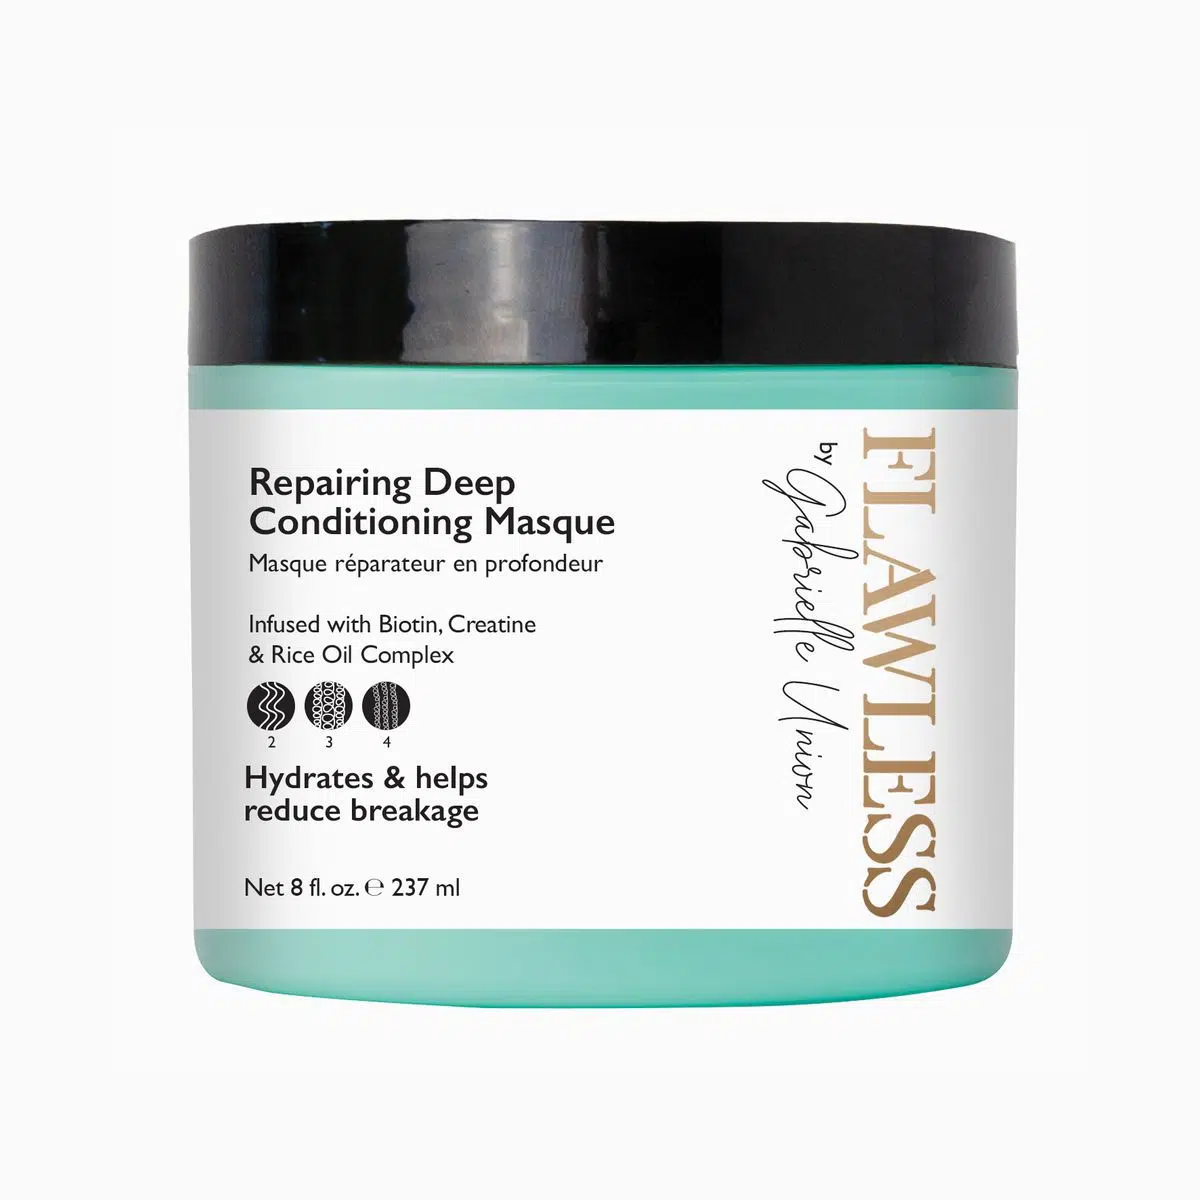 Repairing Deep
Conditioning Masque
Masque réparateur en profondeur
Infused with Biotin, Creatine
& Rice Oil Complex
2 3 4
Hydrates & helps
reduce breakage
Net 8 fl. oz. ℮ 237 ml
FLAWLESS
by Gabrielle Union